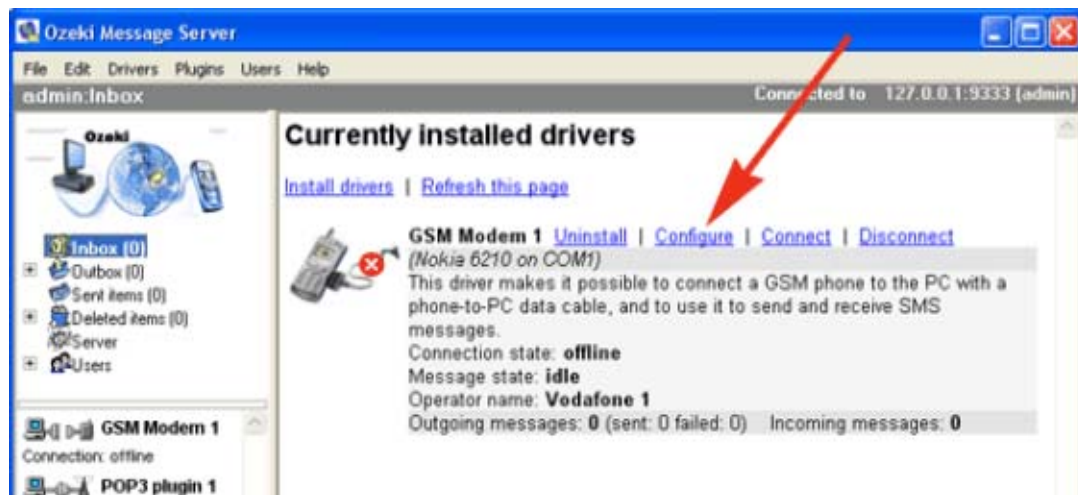 Ozeki Message Server
File Edit Drivers Plugins Users Help
admin:Inbox
Connected to 127.0.0.1:9333 (admin)
Ozeki
Inbox (0)
Outbox (0)
Sent items (0)
Deleted items (0)
Server
Users
GSM Modem 1
Connection: offline
POP3 plugin 1
Currently installed drivers
Install drivers | Refresh this page
GSM Modem 1 Uninstall | Configure | Connect | Disconnect
(Nokia 6210 on COM1)
This driver makes it possible to connect a GSM phone to the PC with a
phone-to-PC data cable, and to use it to send and receive SMS
messages.
Connection state: offline
Message state: idle
Operator name: Vodafone 1
Outgoing messages: 0 (sent: 0 failed: 0) Incoming messages: 0